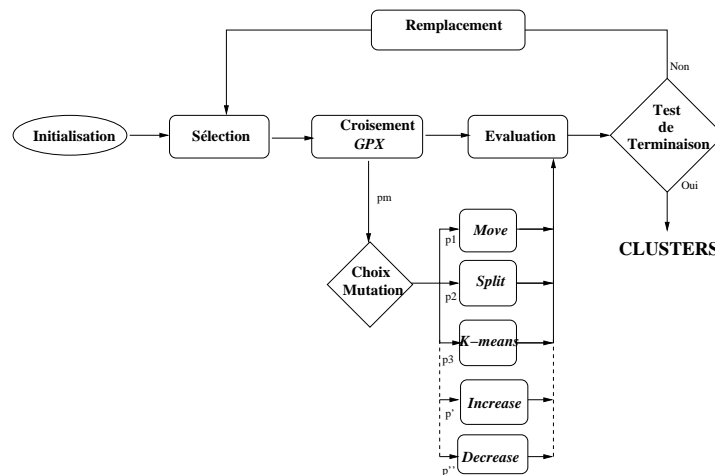 Remplacement
Non
Initialisation
Sélection
Croisement
GPX
Evaluation
Test
de
Terminaison
Oui
CLUSTERS
pm
Choix
Mutation
p1
Move
p2
Split
p3
K-means
p'
Increase
p''
Decrease